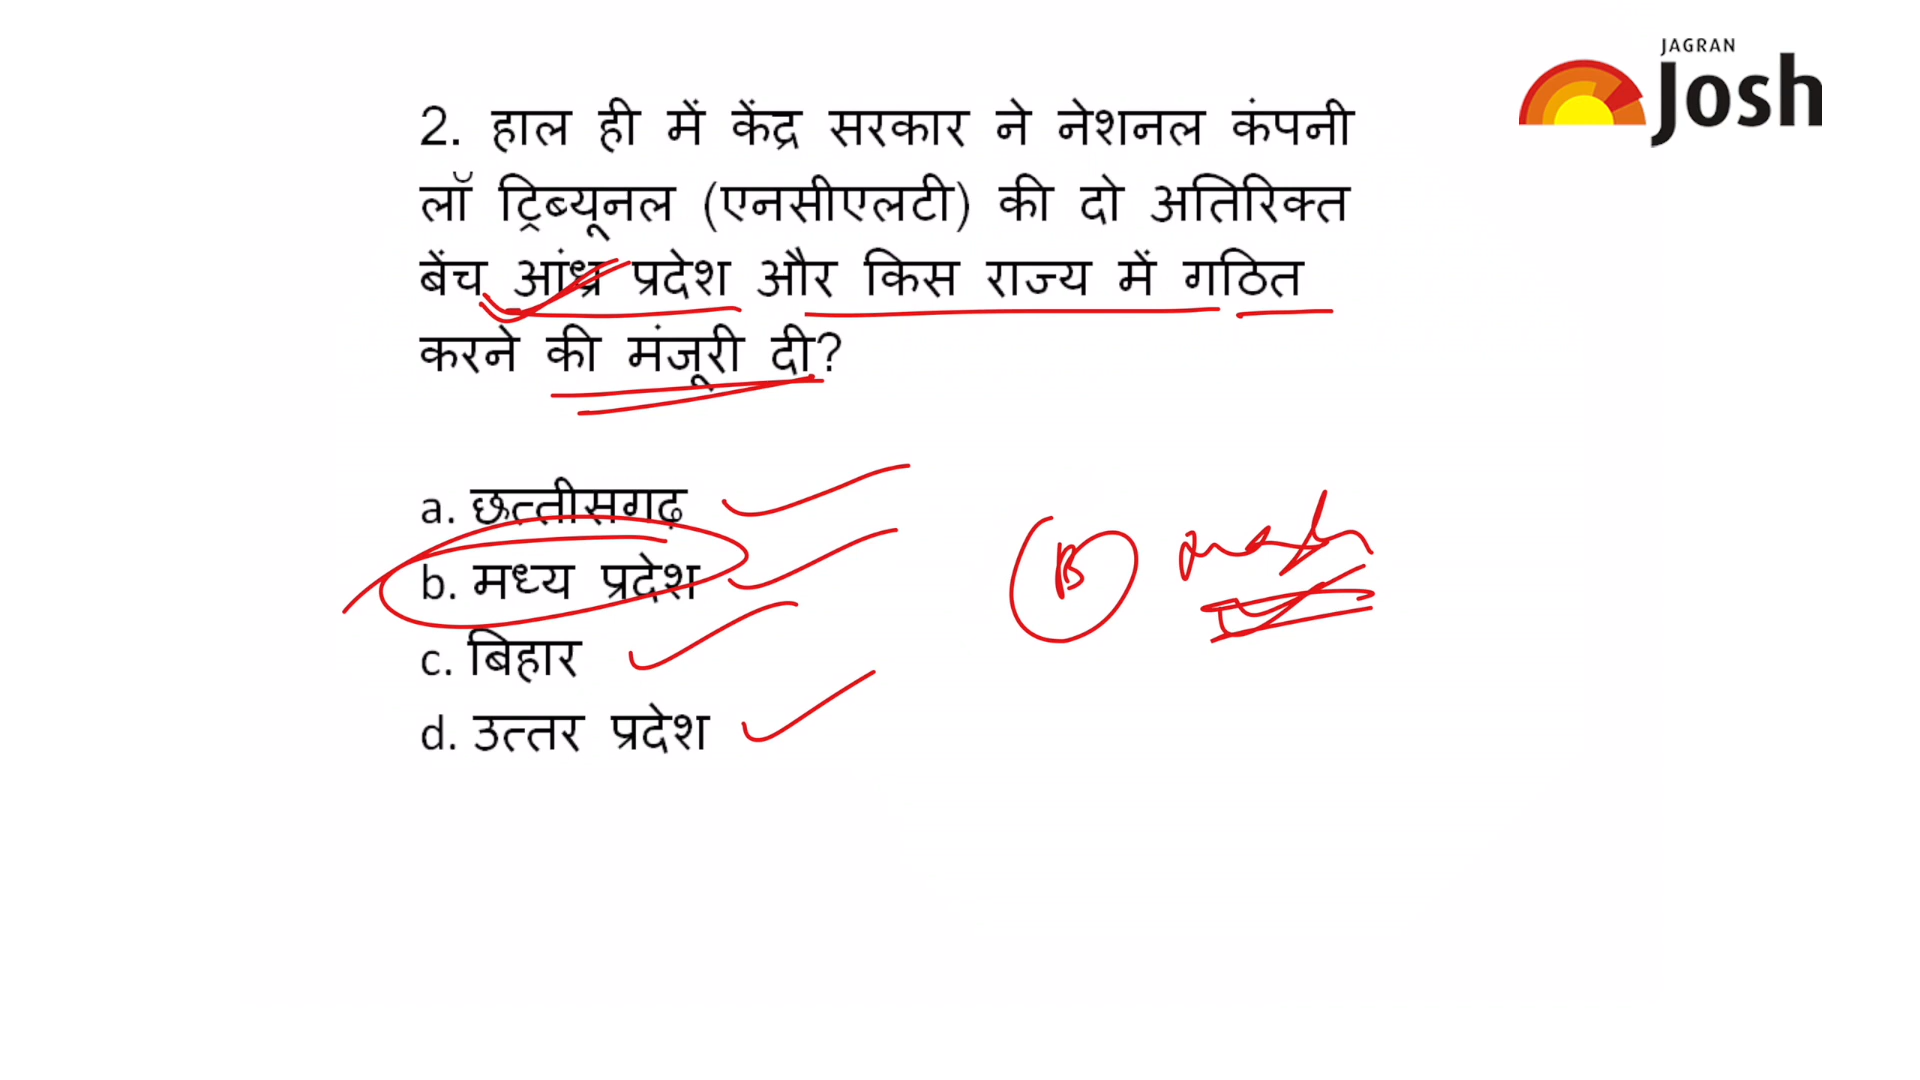 JAGRAN
Josh
2. हाल ही में केंद्र सरकार ने नेशनल कंपनी
लॉ ट्रिब्यूनल (एनसीएलटी) की दो अतिरिक्त
बेंच आंध्र प्रदेश और किस राज्य में गठित
करने की मंजूरी दी?
a. छत्तीसगढ़
b. मध्य प्रदेश
c. बिहार
d. उत्तर प्रदेश
B